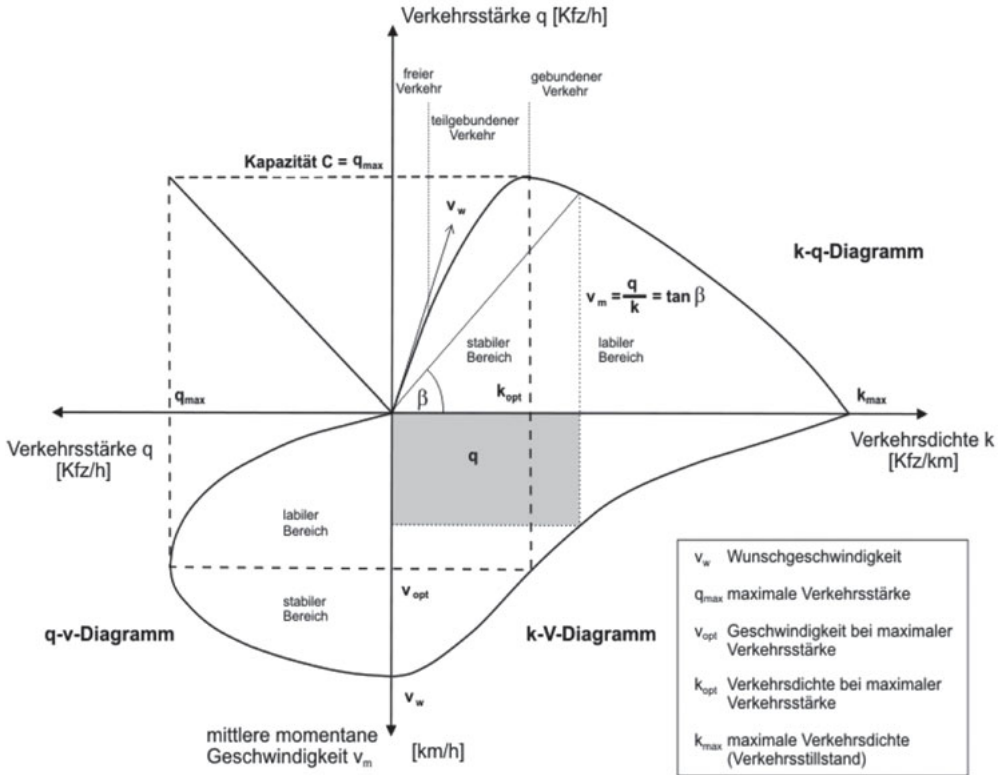 Verkehrsstärke q [Kfz/h]
freier
Verkehr
gebundener
Verkehr
teilgebundener
Verkehr
Kapazität C = qmax
vw
k-q-Diagramm
vm = q/k = tan β
stabiler
Bereich
labiler
Bereich
qmax
β
kopt
kmax
Verkehrsstärke q
[Kfz/h]
Verkehrsdichte k
[Kfz/km]
q
labiler
Bereich
vopt
stabiler
Bereich
q-v-Diagramm
k-V-Diagramm
vw
mittlere momentane
Geschwindigkeit vm
[km/h]
vw Wunschgeschwindigkeit
qmax maximale Verkehrsstärke
vopt Geschwindigkeit bei maximaler
Verkehrsstärke
kopt Verkehrsdichte bei maximaler
Verkehrsstärke
kmax maximale Verkehrsdichte
(Verkehrsstillstand)